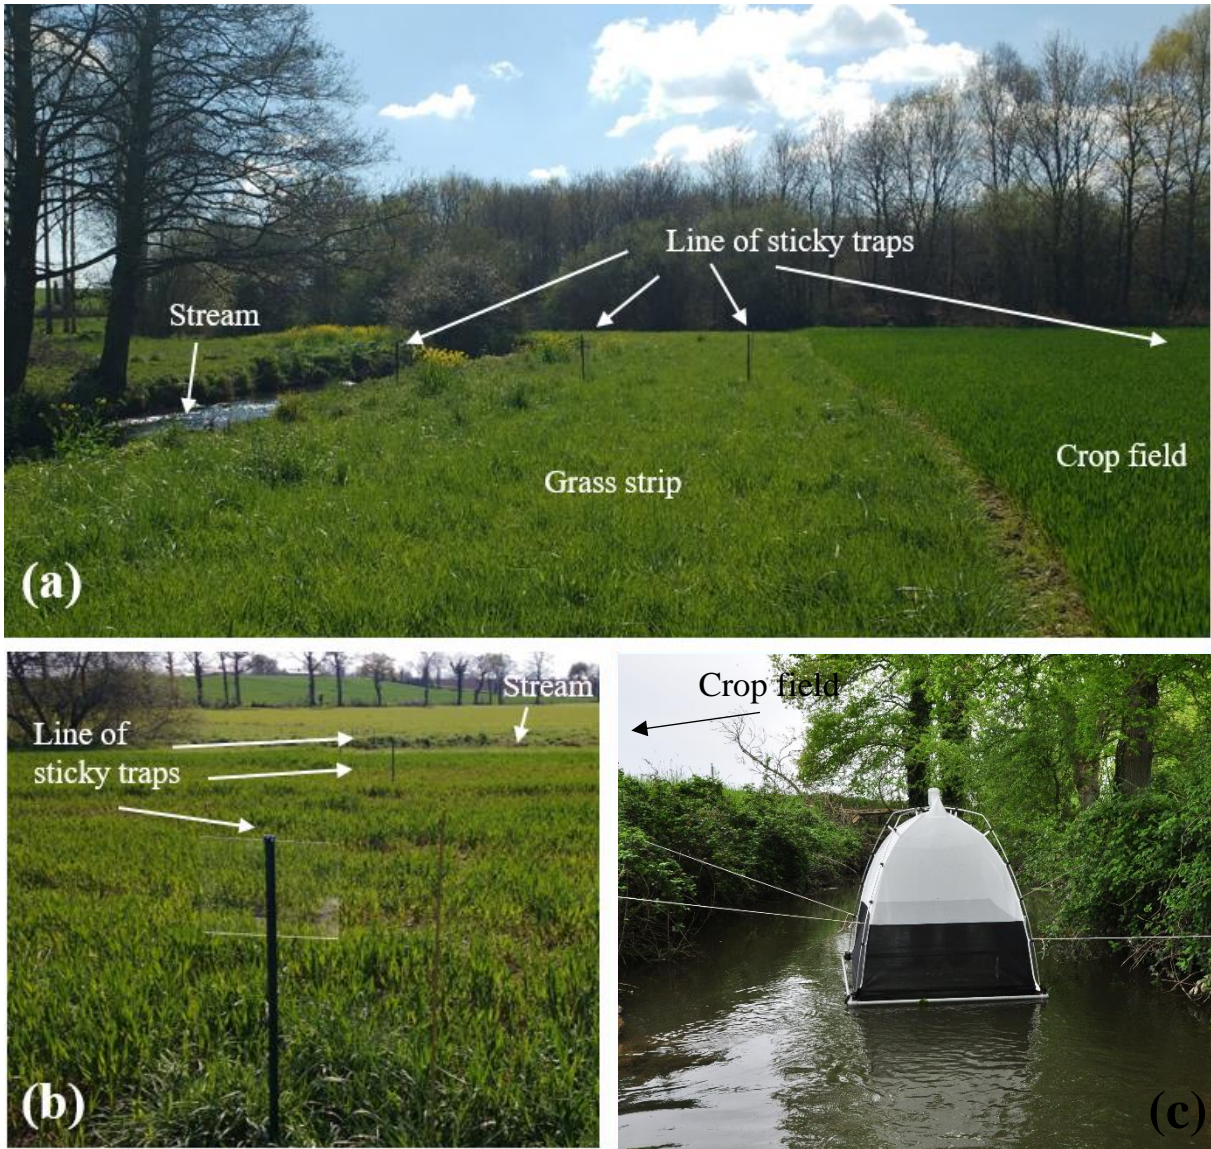 Line of sticky traps
Stream
Crop field
Grass strip
(a)
Stream
Line of
sticky traps
(b)
Crop field
(c)